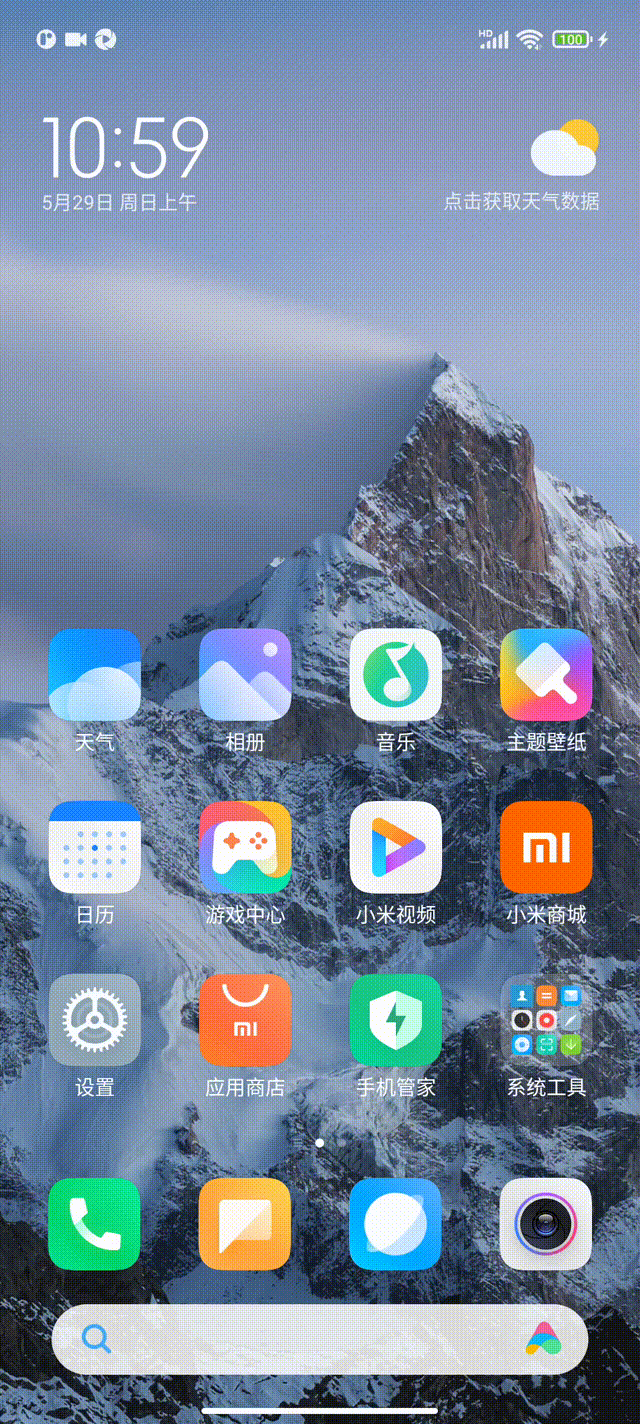 HD
100
10:59
5月29日 周日上午
点击获取天气数据
天气
相册
音乐
主题壁纸
日历
游戏中心
小米视频
小米商城
设置
应用商店
手机管家
系统工具